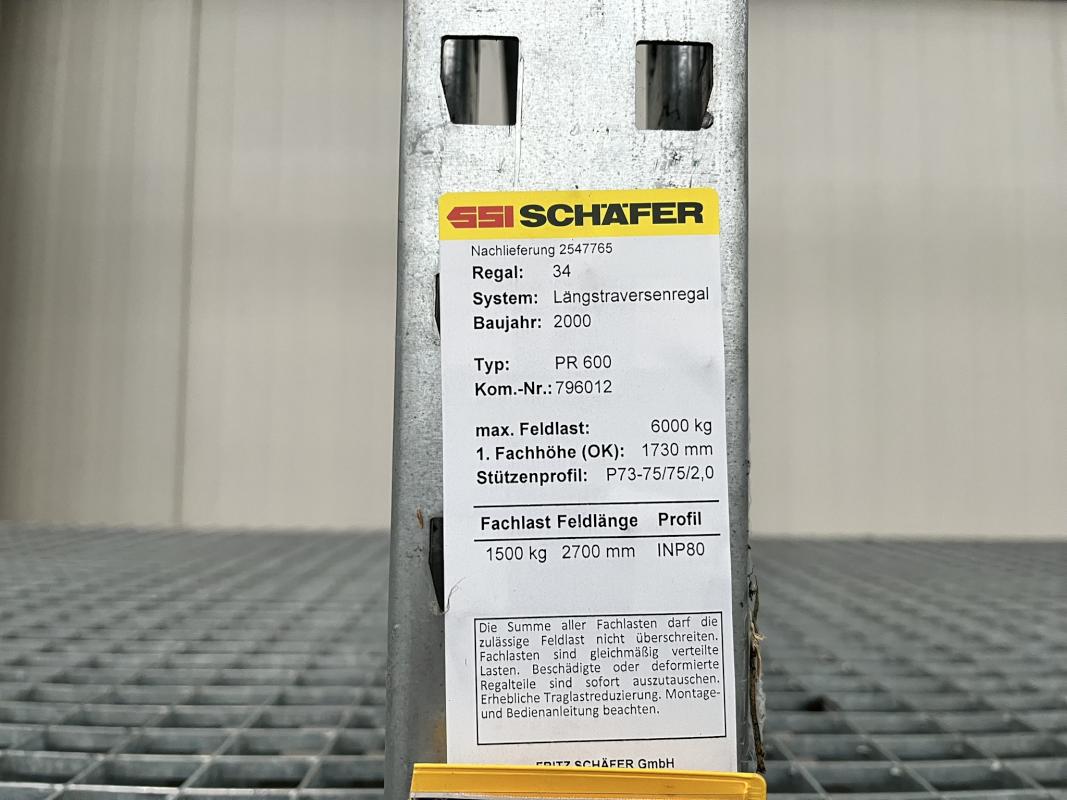 SSI SCHÄFER
Nachlieferung 2547765
Regal: 34
System: Längstraversenregal
Baujahr: 2000
Typ: PR 600
Kom.-Nr.: 796012
max. Feldlast: 6000 kg
1. Fachhöhe (OK): 1730 mm
Stützenprofil: P73-75/75/2,0
Fachlast Feldlänge Profil
1500 kg 2700 mm INP80
Die Summe aller Fachlasten darf die
zulässige Feldlast nicht überschreiten.
Fachlasten sind gleichmäßig verteilte
Lasten. Beschädigte oder deformierte
Regalteile sind sofort auszutauschen.
Erhebliche Traglastreduzierung. Montage-
und Bedienanleitung beachten.
FRITZ SCHÄFER GmbH